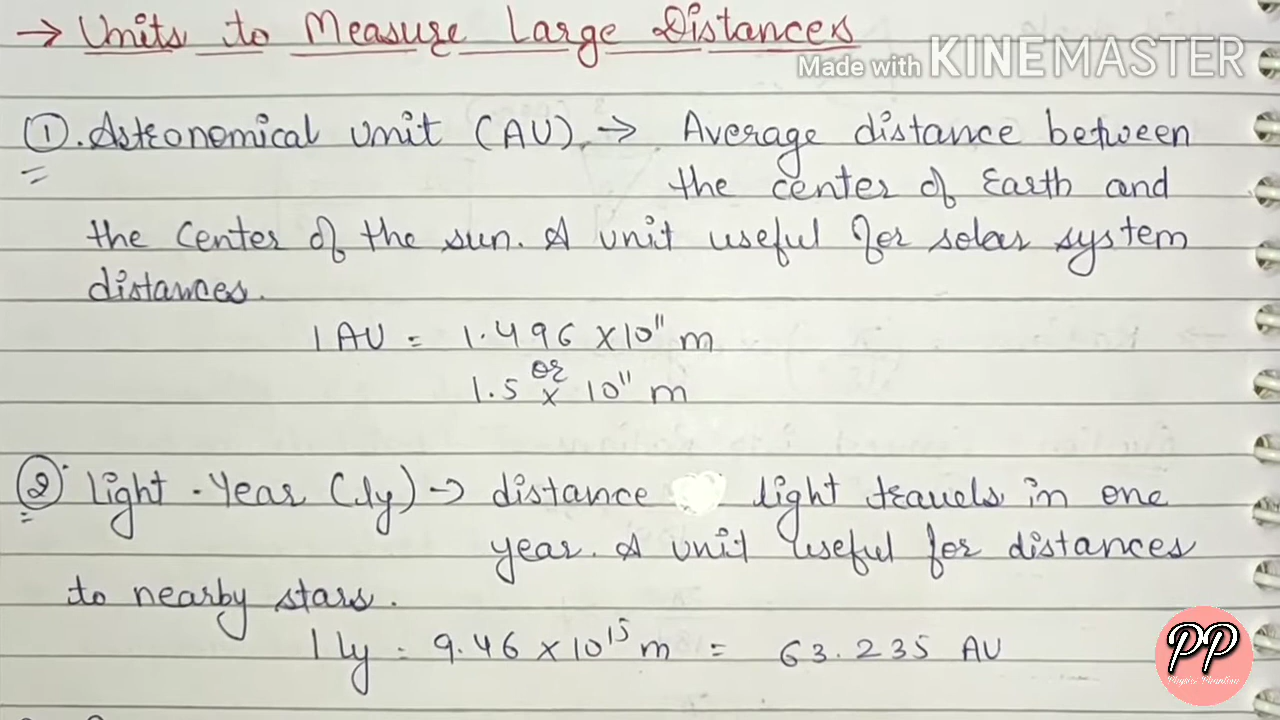 → Units to Measure Large Distances
Made with KINEMASTER
① Astronomical unit (AU) → Average distance between
the center of Earth and
the center of the sun. A unit useful for solar system
distances.
1 AU = 1.496 × 10¹¹ m
or
1.5 × 10¹¹ m
② Light-Year (ly) → distance light travels in one
year. A unit useful for distances
to nearby stars.
1 ly = 9.46 × 10¹⁵ m = 63.235 AU
PP